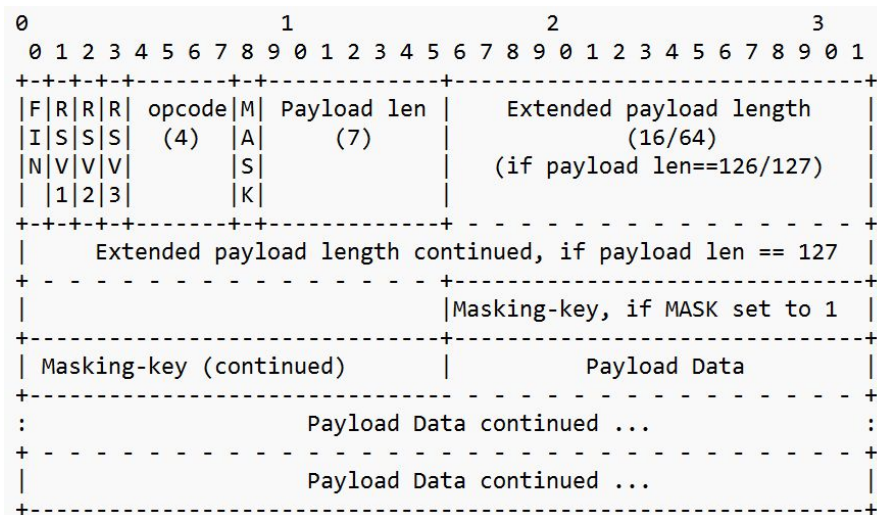 0                   1                   2                   3
 0 1 2 3 4 5 6 7 8 9 0 1 2 3 4 5 6 7 8 9 0 1 2 3 4 5 6 7 8 9 0 1
+-+-+-+-+-------+-+-------------+-------------------------------+
|F|R|R|R| opcode|M| Payload len |    Extended payload length    |
|I|S|S|S|  (4)  |A|     (7)     |             (16/64)           |
|N|V|V|V|       |S|             |   (if payload len==126/127)   |
| |1|2|3|       |K|             |                               |
+-+-+-+-+-------+-+-------------+ - - - - - - - - - - - - - - - +
|     Extended payload length continued, if payload len == 127  |
+ - - - - - - - - - - - - - - - +-------------------------------+
|                               |Masking-key, if MASK set to 1  |
+-------------------------------+-------------------------------+
| Masking-key (continued)       |          Payload Data         |
+-------------------------------- - - - - - - - - - - - - - - - +
:                     Payload Data continued ...                :
+ - - - - - - - - - - - - - - - - - - - - - - - - - - - - - - - +
|                     Payload Data continued ...                |
+---------------------------------------------------------------+